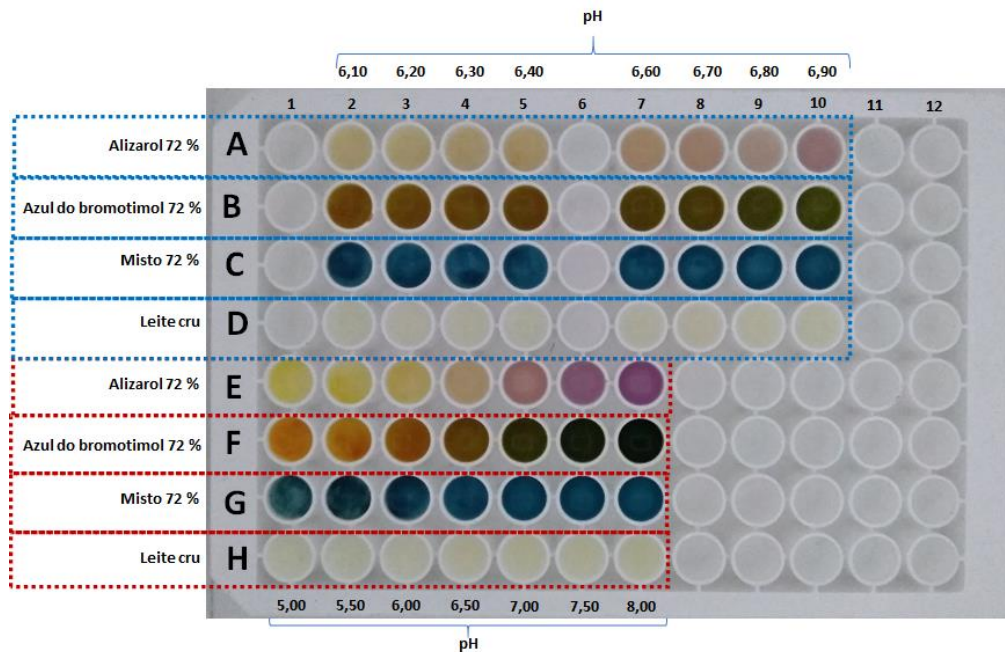 pH
6,10 6,20 6,30 6,40 6,60 6,70 6,80 6,90
1 2 3 4 5 6 7 8 9 10 11 12
Alizarol 72 % A
Azul do bromotimol 72 % B
Misto 72 % C
Leite cru D
Alizarol 72 % E
Azul do bromotimol 72 % F
Misto 72 % G
Leite cru H
5,00 5,50 6,00 6,50 7,00 7,50 8,00
pH